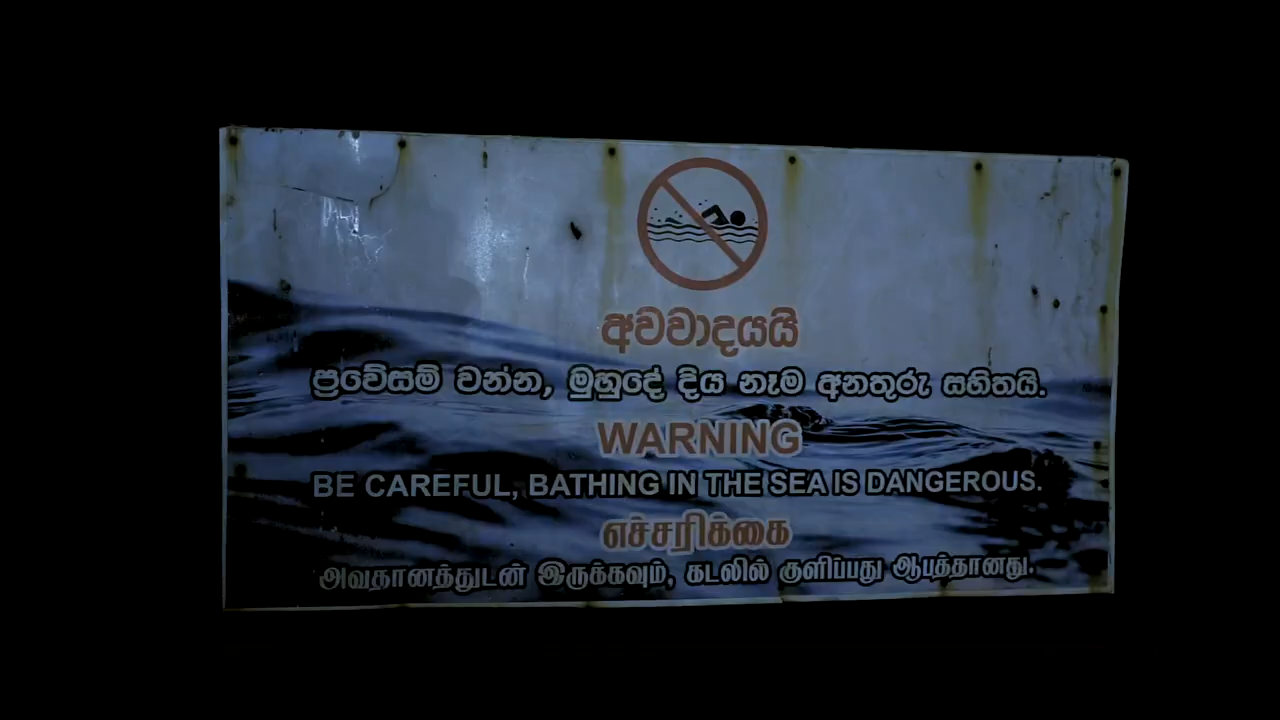 අවවාදයයි
ප්‍රවේසම් වන්න, මුහුදේ දිය නෑම අනතුරු සහිතයි.
WARNING
BE CAREFUL, BATHING IN THE SEA IS DANGEROUS.
எச்சரிக்கை
அவதானத்துடன் இருக்கவும், கடலில் குளிப்பது ஆபத்தானது.